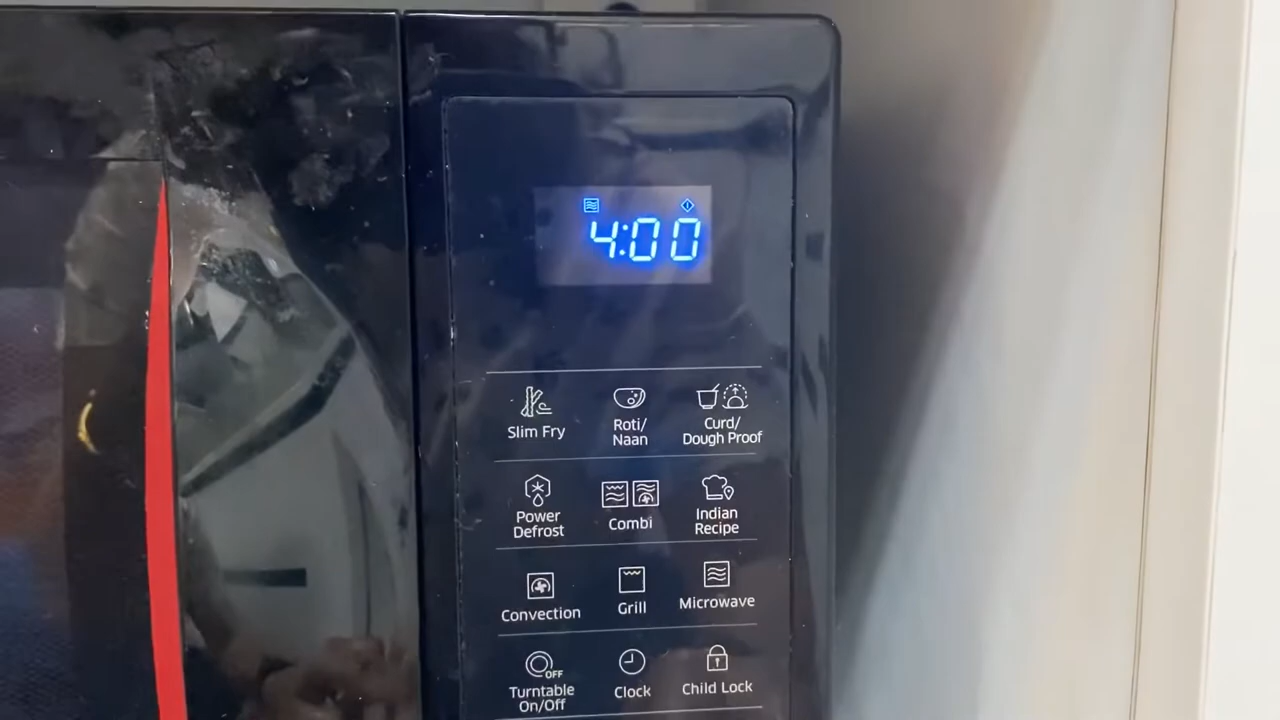 4:00
Slim Fry
Roti/
Naan
Curd/
Dough Proof
Power
Defrost
Combi
Indian
Recipe
Convection
Grill
Microwave
OFF
Turntable
On/Off
Clock
Child Lock